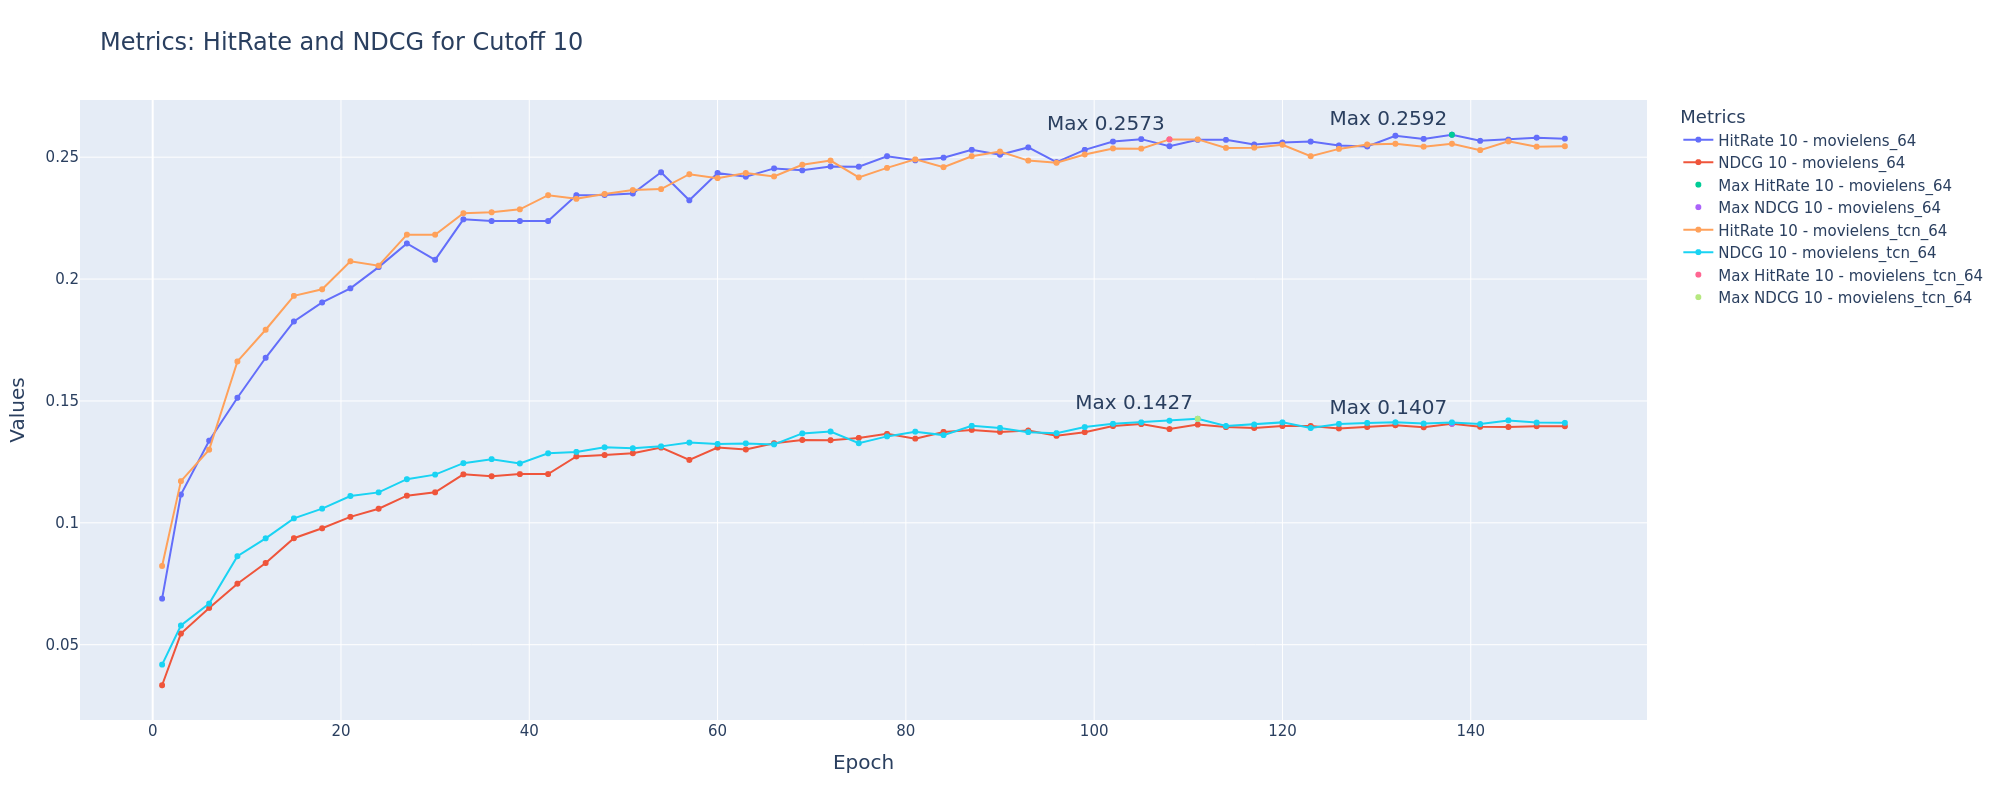 Metrics: HitRate and NDCG for Cutoff 10
Max 0.2573
Max 0.2592
Max 0.1427
Max 0.1407
Values
0.25
0.2
0.15
0.1
0.05
0
20
40
60
80
100
120
140
Epoch
Metrics
HitRate 10 - movielens_64
NDCG 10 - movielens_64
Max HitRate 10 - movielens_64
Max NDCG 10 - movielens_64
HitRate 10 - movielens_tcn_64
NDCG 10 - movielens_tcn_64
Max HitRate 10 - movielens_tcn_64
Max NDCG 10 - movielens_tcn_64